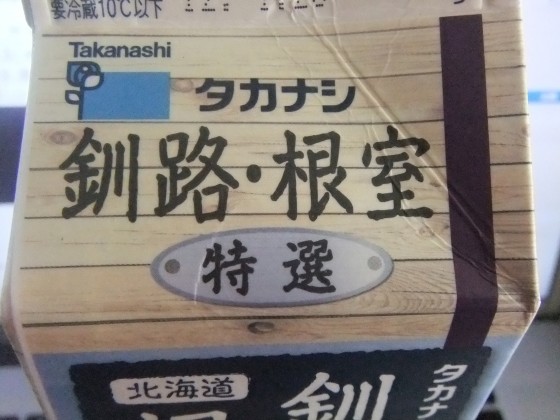 要冷蔵10℃以下
Takanashi
タカナシ
釧路・根室
特選
北海道
釧
タカナ